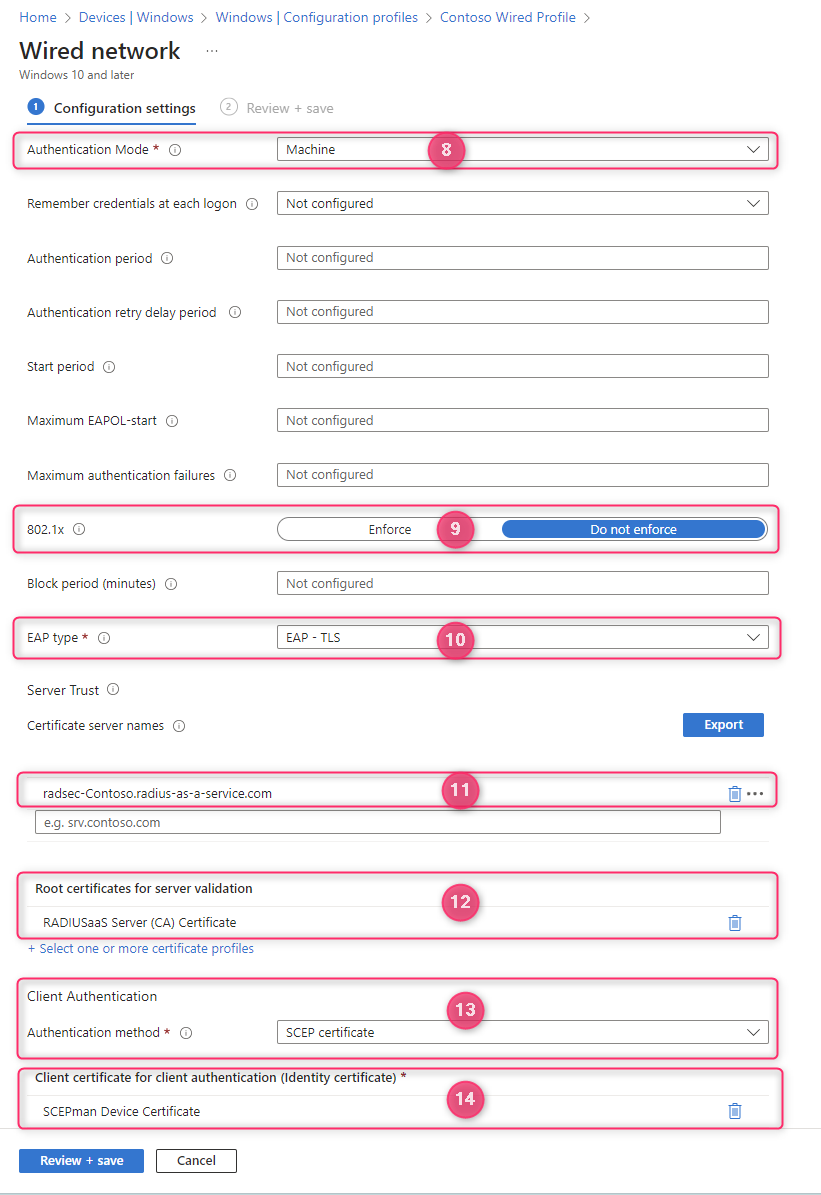 Home > Devices | Windows > Windows | Configuration profiles > Contoso Wired Profile >
Wired network ...
Windows 10 and later
1 Configuration settings 2 Review + save
Authentication Mode * Machine 8
Remember credentials at each logon Not configured
Authentication period Not configured
Authentication retry delay period Not configured
Start period Not configured
Maximum EAPOL-start Not configured
Maximum authentication failures Not configured
802.1x Enforce 9 Do not enforce
Block period (minutes) Not configured
EAP type * EAP - TLS 10
Server Trust
Certificate server names Export
radsec-Contoso.radius-as-a-service.com 11
e.g. srv.contoso.com
Root certificates for server validation
12
RADIUSaaS Server (CA) Certificate
+ Select one or more certificate profiles
Client Authentication
13
Authentication method * SCEP certificate
Client certificate for client authentication (Identity certificate) *
14
SCEPman Device Certificate
Review + save Cancel